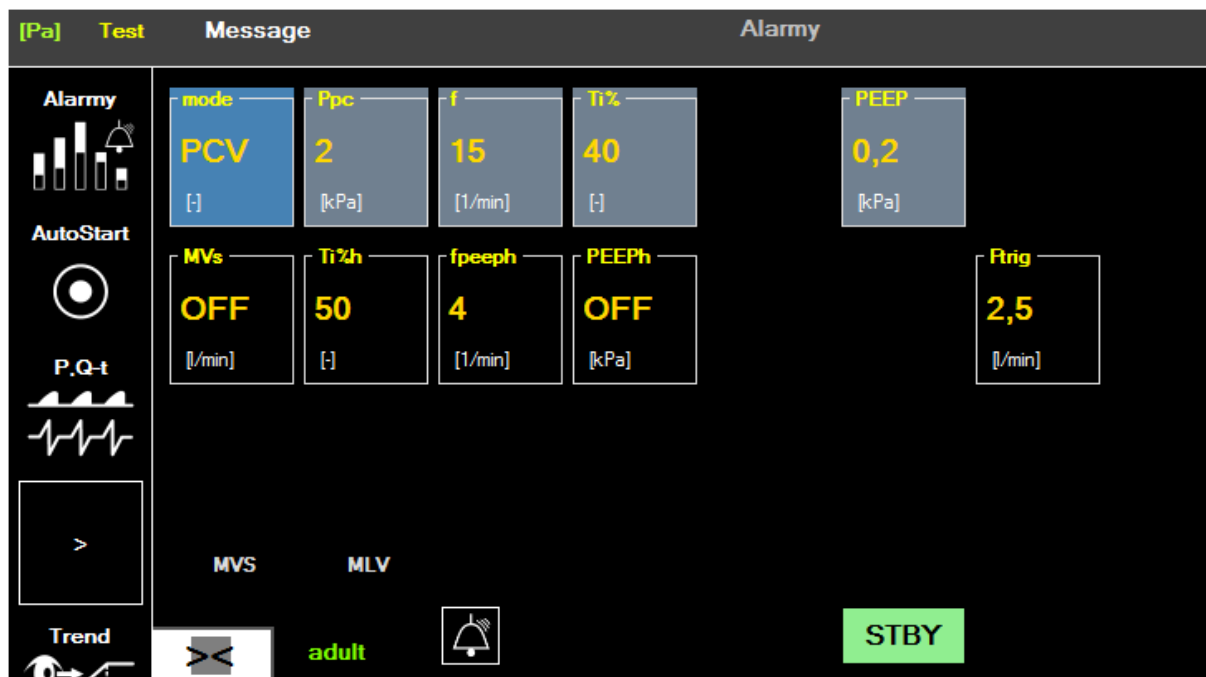 [Pa] Test Message Alarmy
Alarmy
AutoStart
P.Q-t
>
Trend
mode Ppc f Ti% PEEP
PCV 2 15 40 0,2
[-] [kPa] [1/min] [-] [kPa]
MVs Ti%h fpeeph PEEPh Ftrig
OFF 50 4 OFF 2,5
[l/min] [-] [1/min] [kPa] [l/min]
MVS MLV
>< adult STBY